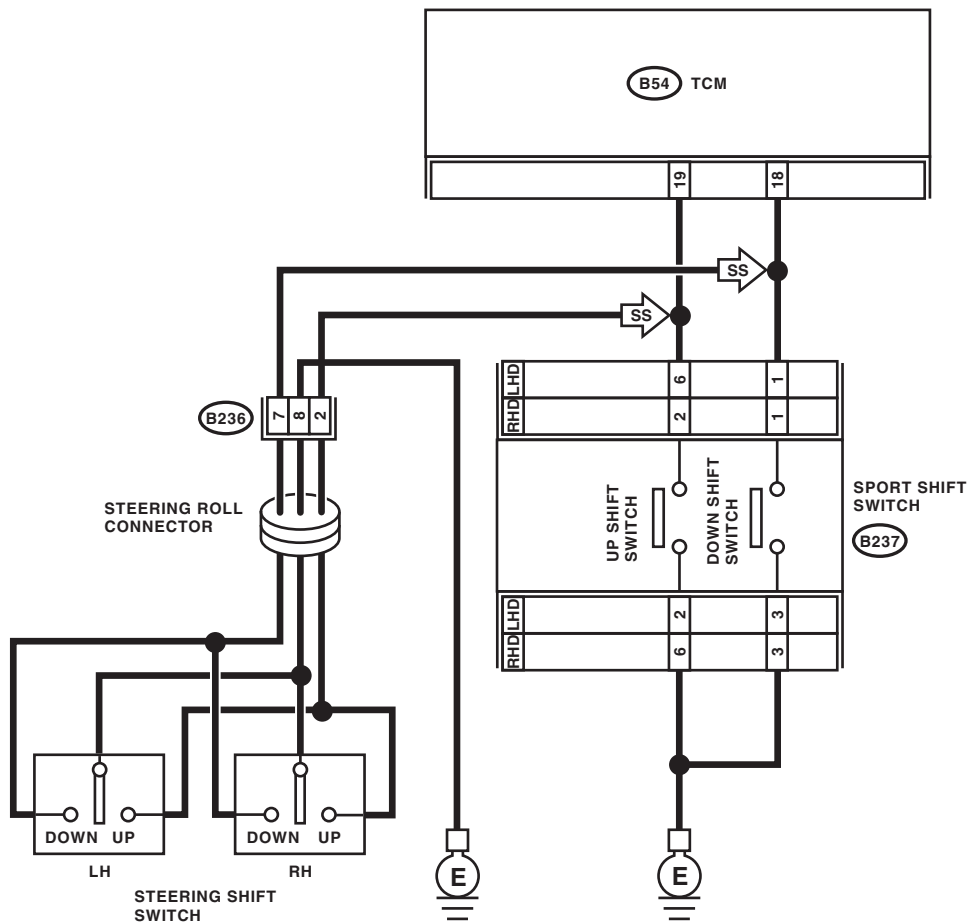 B54 TCM
19 18
SS
SS
LHD 6 1
RHD 2 1
B236
7 8 2
STEERING ROLL
CONNECTOR
UP SHIFT
SWITCH
DOWN SHIFT
SWITCH
SPORT SHIFT
SWITCH
B237
LHD 2 3
RHD 6 3
DOWN UP
DOWN UP
LH
RH
STEERING SHIFT
SWITCH
E
E